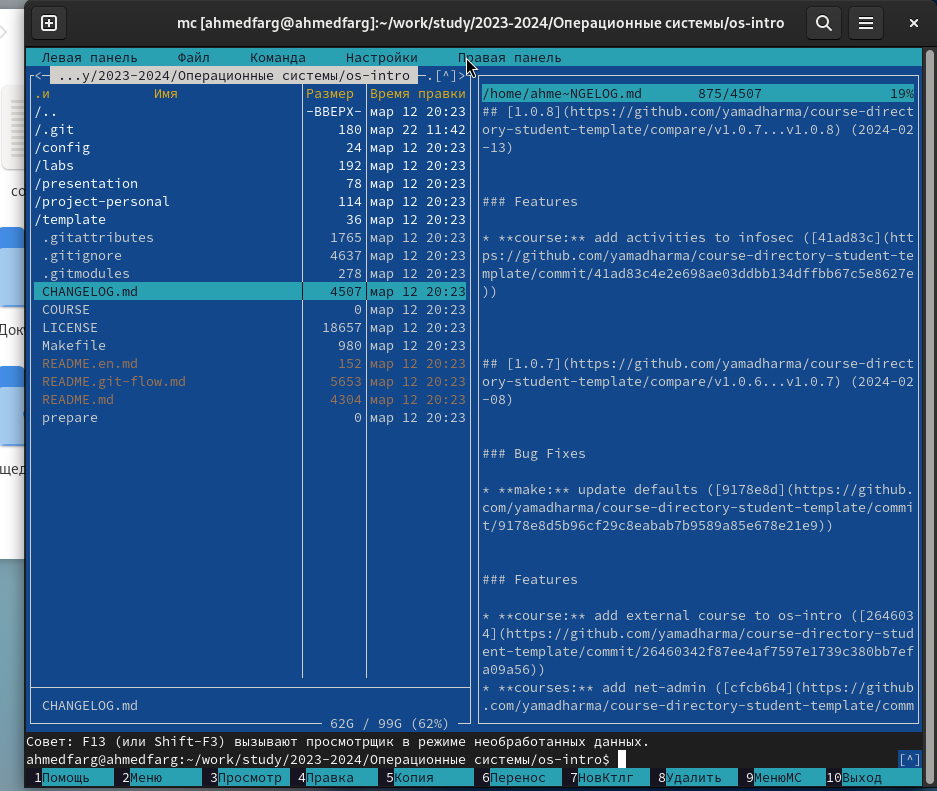 mc [ahmedfarg@ahmedfarg]:~/work/study/2023-2024/Операционные системы/os-intro
Левая панель Файл Команда Настройки Правая панель
<— ...y/2023-2024/Операционные системы/os-intro —.[^]>
.и Имя Размер Время правки
/.. -ВВЕРХ- мар 12 20:23
/.git 180 мар 22 11:42
/config 24 мар 12 20:23
/labs 192 мар 12 20:23
/presentation 78 мар 12 20:23
/project-personal 114 мар 12 20:23
/template 36 мар 12 20:23
.gitattributes 1765 мар 12 20:23
.gitignore 4637 мар 12 20:23
.gitmodules 278 мар 12 20:23
CHANGELOG.md 4507 мар 12 20:23
COURSE 0 мар 12 20:23
LICENSE 18657 мар 12 20:23
Makefile 980 мар 12 20:23
README.en.md 152 мар 12 20:23
README.git-flow.md 5653 мар 12 20:23
README.md 4304 мар 12 20:23
prepare 0 мар 12 20:23
CHANGELOG.md
62G / 99G (62%)
/home/ahme~NGELOG.md 875/4507 19%
## [1.0.8](https://github.com/yamadharma/course-direct
ory-student-template/compare/v1.0.7...v1.0.8) (2024-02
-13)
### Features
* **course:** add activities to infosec ([41ad83c](htt
ps://github.com/yamadharma/course-directory-student-te
mplate/commit/41ad83c4e2e698ae03ddbb134dffbb67c5e8627e
))
## [1.0.7](https://github.com/yamadharma/course-direct
ory-student-template/compare/v1.0.6...v1.0.7) (2024-02
-08)
### Bug Fixes
* **make:** update defaults ([9178e8d](https://github.
com/yamadharma/course-directory-student-template/commi
t/9178e8d5b96cf29c8eabab7b9589a85e678e21e9))
### Features
* **course:** add external course to os-intro ([264603
4](https://github.com/yamadharma/course-directory-stud
ent-template/commit/26460342f87ee4af7597e1739c380bb7ef
a09a56))
* **courses:** add net-admin ([cfcb6b4](https://github
.com/yamadharma/course-directory-student-template/comm
Совет: F13 (или Shift-F3) вызывают просмотрщик в режиме необработанных данных.
ahmedfarg@ahmedfarg:~/work/study/2023-2024/Операционные системы/os-intro$ [^]
1Помощь 2Меню 3Просмотр 4Правка 5Копия 6Перенос 7НовКтлг 8Удалить 9МенюМС 10Выход